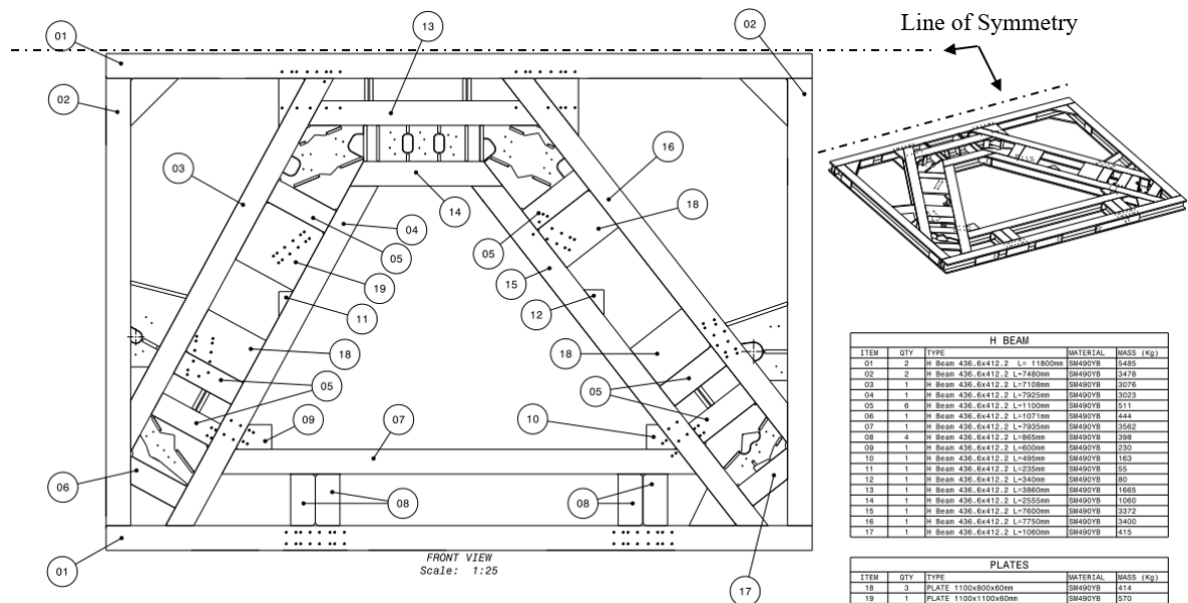 Line of Symmetry
01
13
02
02
03
16
14
04
18
05
05
15
19
11
12
18
18
05
05
09
07
10
06
08
08
01
17
FRONT VIEW
Scale: 1:25
H BEAM
ITEM QTY TYPE MATERIAL MASS (Kg)
01 2 H Beam 436.6x412.2 L= 11800mm SM490YB 5485
02 2 H Beam 436.6x412.2 L=7480mm SM490YB 3478
03 1 H Beam 436.6x412.2 L=7108mm SM490YB 3076
04 1 H Beam 436.6x412.2 L=7925mm SM490YB 3023
05 6 H Beam 436.6x412.2 L=1100mm SM490YB 511
06 1 H Beam 436.6x412.2 L=1071mm SM490YB 444
07 1 H Beam 436.6x412.2 L=7935mm SM490YB 3562
08 4 H Beam 436.6x412.2 L=865mm SM490YB 398
09 1 H Beam 436.6x412.2 L=600mm SM490YB 230
10 1 H Beam 436.6x412.2 L=495mm SM490YB 163
11 1 H Beam 436.6x412.2 L=235mm SM490YB 55
12 1 H Beam 436.6x412.2 L=340mm SM490YB 80
13 1 H Beam 436.6x412.2 L=3860mm SM490YB 1665
14 1 H Beam 436.6x412.2 L=2555mm SM490YB 1060
15 1 H Beam 436.6x412.2 L=7600mm SM490YB 3372
16 1 H Beam 436.6x412.2 L=7750mm SM490YB 3400
17 1 H Beam 436.6x412.2 L=1060mm SM490YB 415
PLATES
ITEM QTY TYPE MATERIAL MASS (Kg)
18 3 PLATE 1100x800x60mm SM490YB 414
19 1 PLATE 1100x1100x60mm SM490YB 570